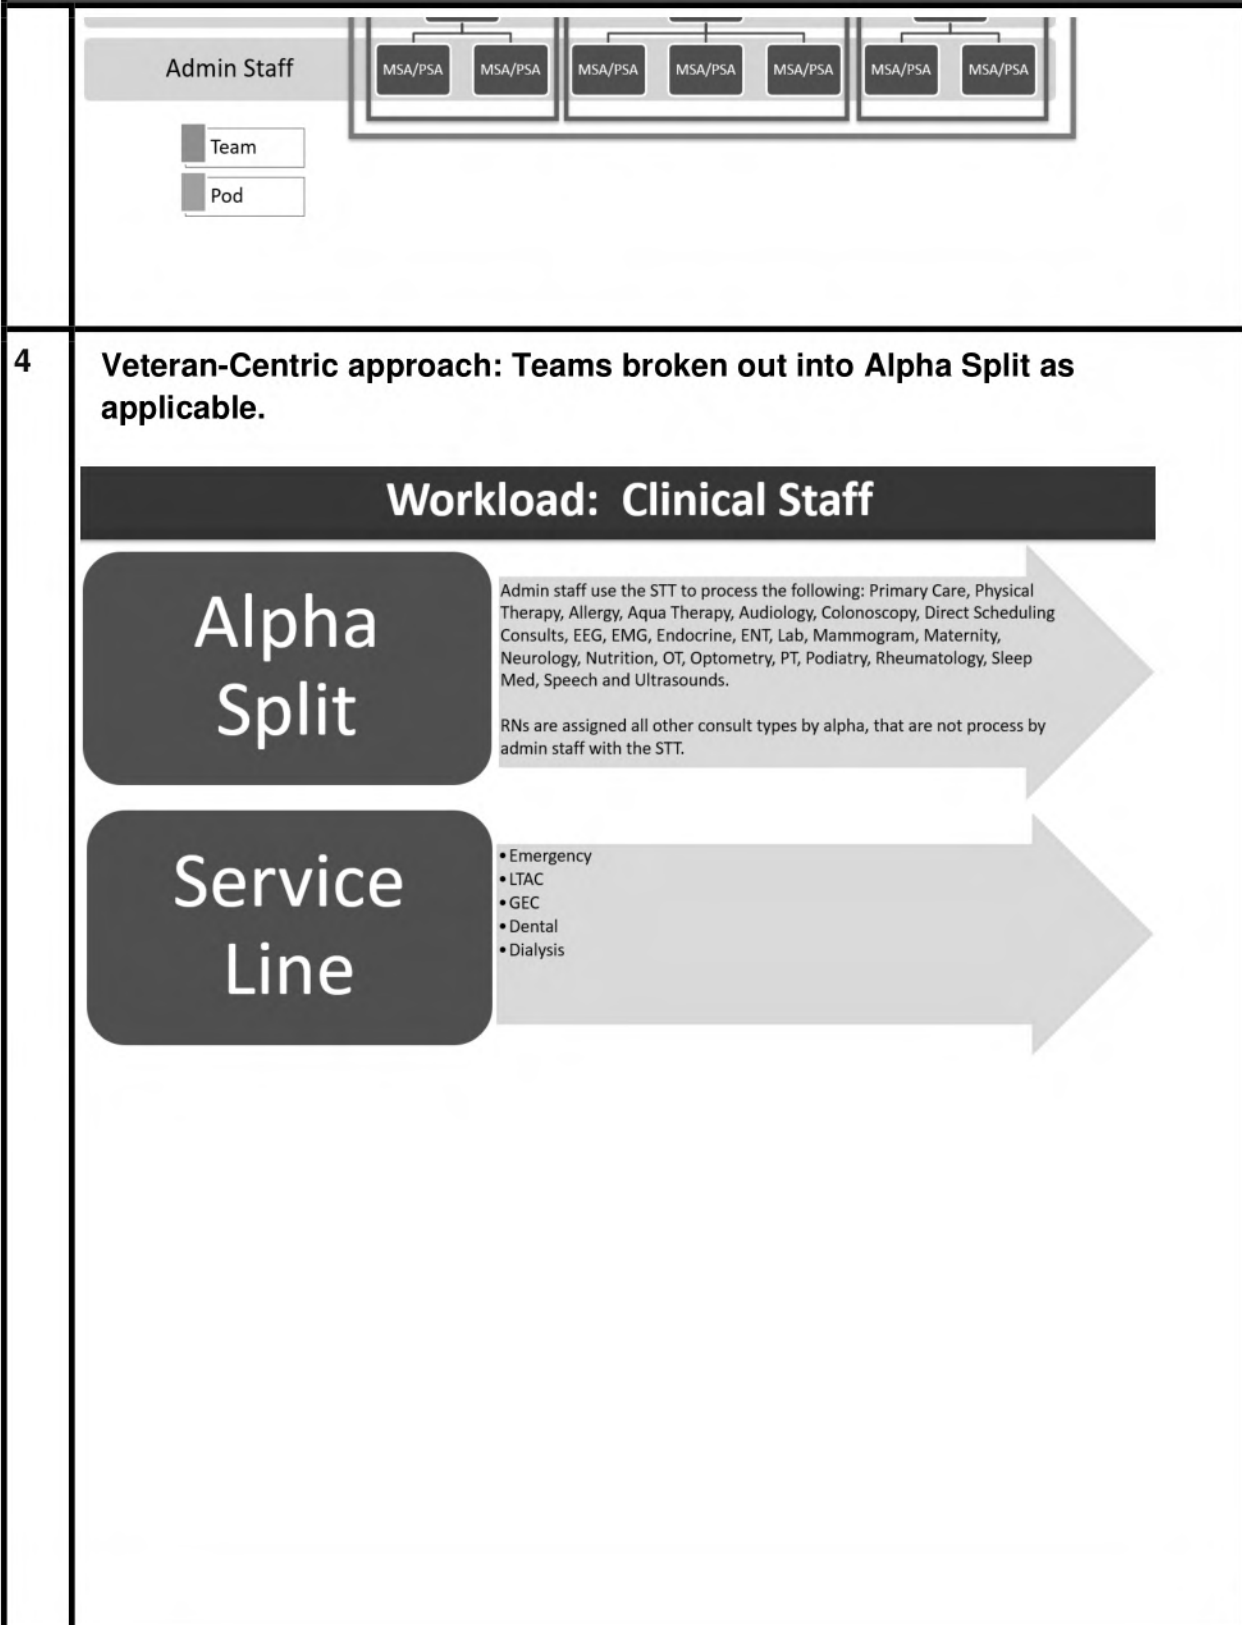 Admin Staff
MSA/PSA MSA/PSA MSA/PSA MSA/PSA MSA/PSA MSA/PSA MSA/PSA
Team
Pod
4
Veteran-Centric approach: Teams broken out into Alpha Split as
applicable.
Workload: Clinical Staff
Alpha
Split
Admin staff use the STT to process the following: Primary Care, Physical
Therapy, Allergy, Aqua Therapy, Audiology, Colonoscopy, Direct Scheduling
Consults, EEG, EMG, Endocrine, ENT, Lab, Mammogram, Maternity,
Neurology, Nutrition, OT, Optometry, PT, Podiatry, Rheumatology, Sleep
Med, Speech and Ultrasounds.
RNs are assigned all other consult types by alpha, that are not process by
admin staff with the STT.
Service
Line
• Emergency
• LTAC
• GEC
• Dental
• Dialysis